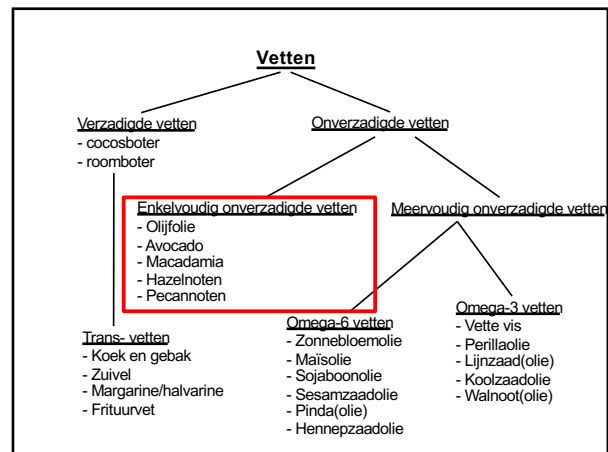 Vetten
Verzadigde vetten
- cocosboter
- roomboter
Onverzadigde vetten
Enkelvoudig onverzadigde vetten
- Olijfolie
- Avocado
- Macadamia
- Hazelnoten
- Pecannoten
Meervoudig onverzadigde vetten
Trans- vetten
- Koek en gebak
- Zuivel
- Margarine/halvarine
- Frituurvet
Omega-6 vetten
- Zonnebloemolie
- Maïsolie
- Sojaboonolie
- Sesamzaadolie
- Pinda(olie)
- Hennepzaadolie
Omega-3 vetten
- Vette vis
- Perillaolie
- Lijnzaad(olie)
- Koolzaadolie
- Walnoot(olie)